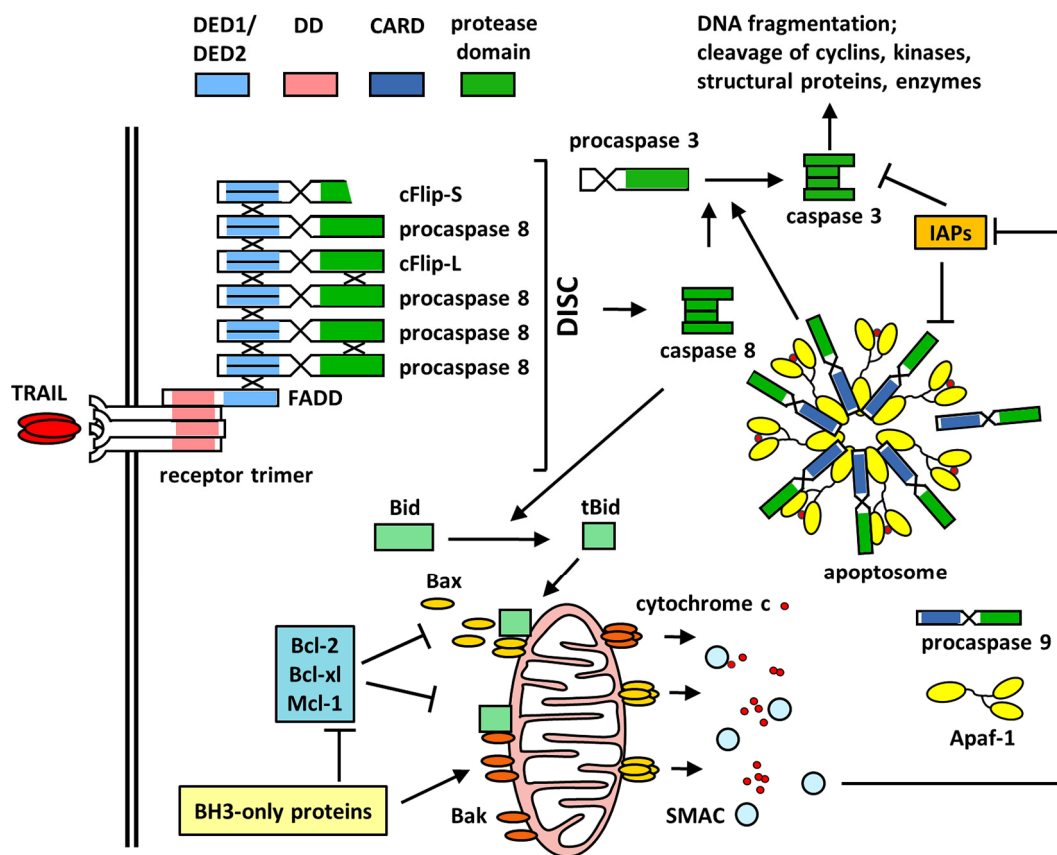 DED1/
DED2
DD
CARD
protease
domain
DNA fragmentation;
cleavage of cyclins, kinases,
structural proteins, enzymes
procaspase 3
caspase 3
IAPs
cFlip-S
procaspase 8
cFlip-L
procaspase 8
procaspase 8
procaspase 8
DISC
caspase 8
TRAIL
FADD
receptor trimer
Bid
tBid
apoptosome
Bax
cytochrome c
procaspase 9
Bcl-2
Bcl-xl
Mcl-1
Apaf-1
BH3-only proteins
Bak
SMAC